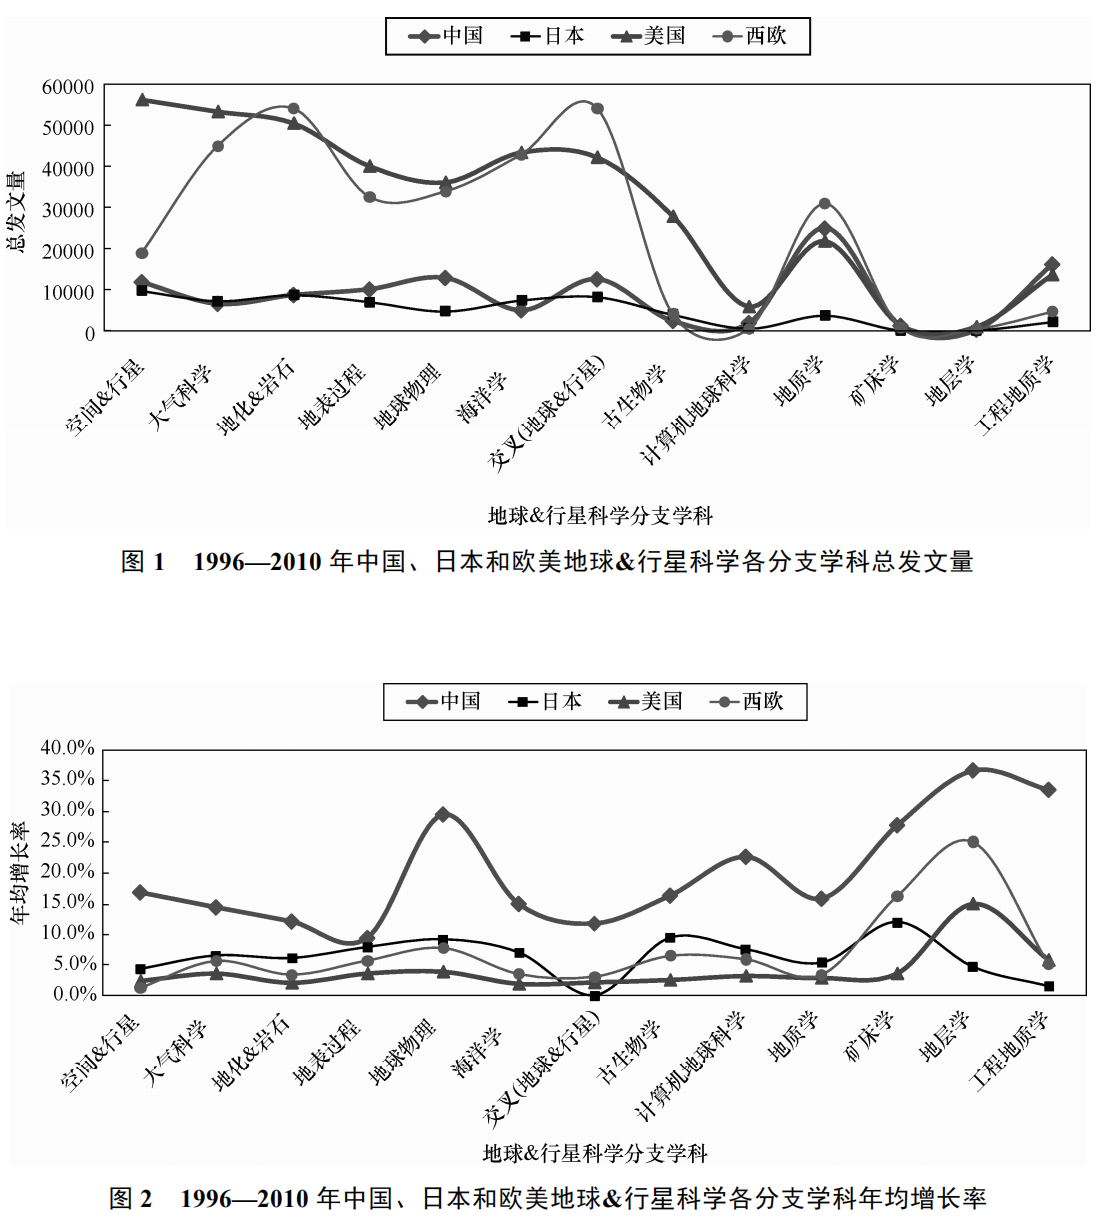 中国 日本 美国 西欧
总发文量
60000
50000
40000
30000
20000
10000
0
空间&行星 大气科学 地化&岩石 地表过程 地球物理 海洋学 交叉(地球&行星) 古生物学 计算机地球科学 地质学 矿床学 地层学 工程地质学
地球&行星科学分支学科
图 1 1996—2010 年中国、日本和欧美地球&行星科学各分支学科总发文量
中国 日本 美国 西欧
年均增长率
40.0%
35.0%
30.0%
25.0%
20.0%
15.0%
10.0%
5.0%
0.0%
空间&行星 大气科学 地化&岩石 地表过程 地球物理 海洋学 交叉(地球&行星) 古生物学 计算机地球科学 地质学 矿床学 地层学 工程地质学
地球&行星科学分支学科
图 2 1996—2010 年中国、日本和欧美地球&行星科学各分支学科年均增长率